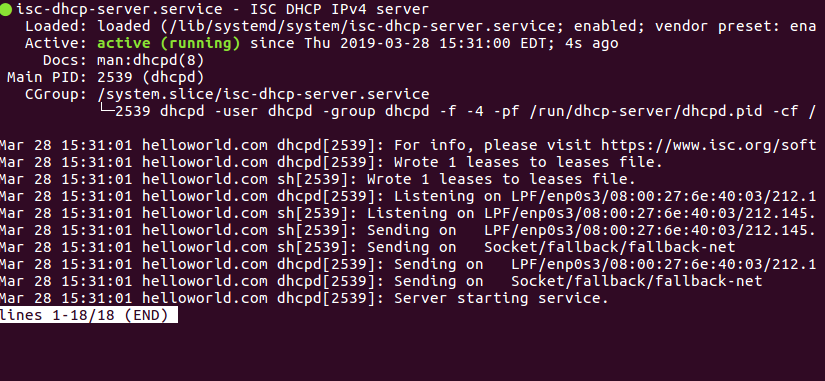 ●isc-dhcp-server.service - ISC DHCP IPv4 server
   Loaded: loaded (/lib/systemd/system/isc-dhcp-server.service; enabled; vendor preset: ena
   Active: active (running) since Thu 2019-03-28 15:31:00 EDT; 4s ago
     Docs: man:dhcpd(8)
 Main PID: 2539 (dhcpd)
   CGroup: /system.slice/isc-dhcp-server.service
           └─2539 dhcpd -user dhcpd -group dhcpd -f -4 -pf /run/dhcp-server/dhcpd.pid -cf /

Mar 28 15:31:01 helloworld.com dhcpd[2539]: For info, please visit https://www.isc.org/soft
Mar 28 15:31:01 helloworld.com dhcpd[2539]: Wrote 1 leases to leases file.
Mar 28 15:31:01 helloworld.com sh[2539]: Wrote 1 leases to leases file.
Mar 28 15:31:01 helloworld.com dhcpd[2539]: Listening on LPF/enp0s3/08:00:27:6e:40:03/212.1
Mar 28 15:31:01 helloworld.com sh[2539]: Listening on LPF/enp0s3/08:00:27:6e:40:03/212.145.
Mar 28 15:31:01 helloworld.com sh[2539]: Sending on   LPF/enp0s3/08:00:27:6e:40:03/212.145.
Mar 28 15:31:01 helloworld.com sh[2539]: Sending on   Socket/fallback/fallback-net
Mar 28 15:31:01 helloworld.com dhcpd[2539]: Sending on   LPF/enp0s3/08:00:27:6e:40:03/212.1
Mar 28 15:31:01 helloworld.com dhcpd[2539]: Sending on   Socket/fallback/fallback-net
Mar 28 15:31:01 helloworld.com dhcpd[2539]: Server starting service.
lines 1-18/18 (END)